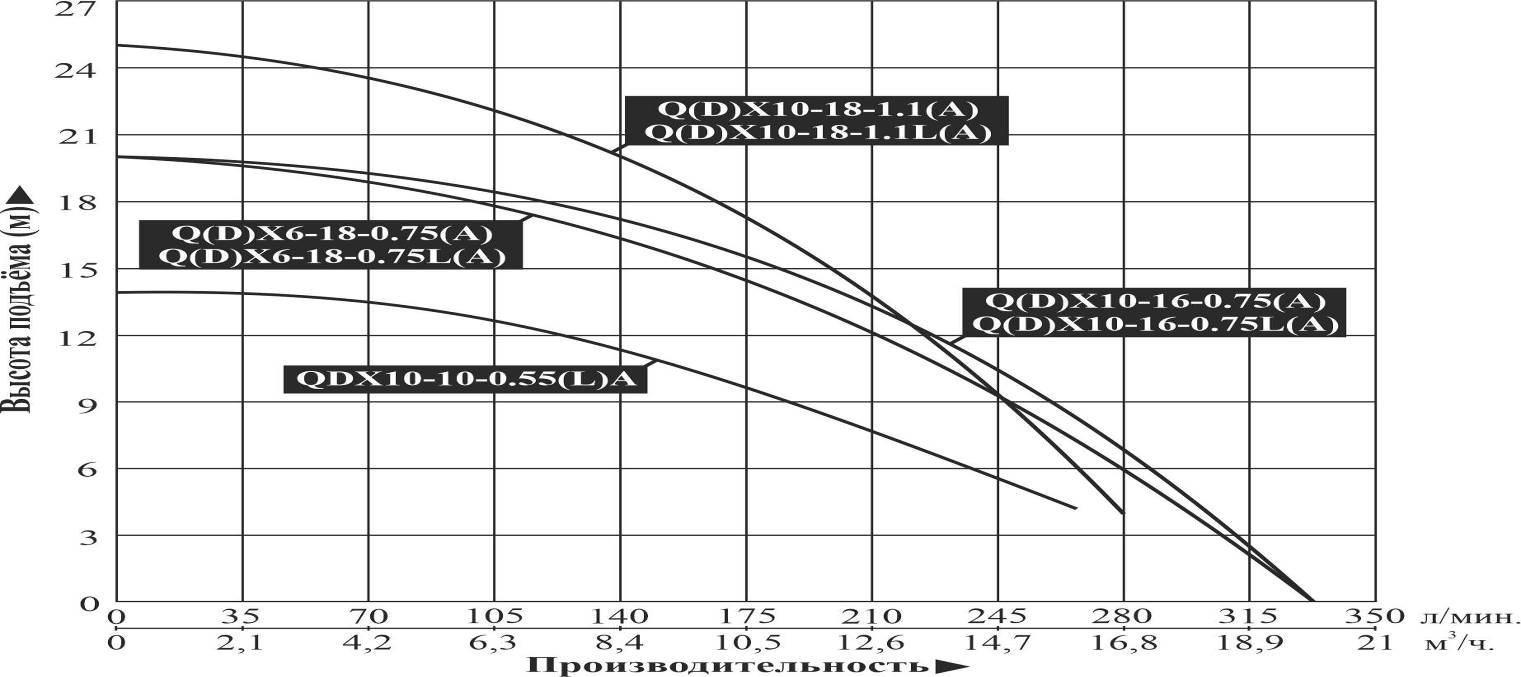 27
24
21
18
15
12
9
6
3
0
Высота подъёма (м)
Q(D)X10-18-1.1(A)
Q(D)X10-18-1.1L(A)
Q(D)X6-18-0.75(A)
Q(D)X6-18-0.75L(A)
Q(D)X10-16-0.75(A)
Q(D)X10-16-0.75L(A)
QDX10-10-0.55(L)A
0 35 70 105 140 175 210 245 280 315 350 л/мин.
0 2,1 4,2 6,3 8,4 10,5 12,6 14,7 16,8 18,9 21 м³/ч.
Производительность